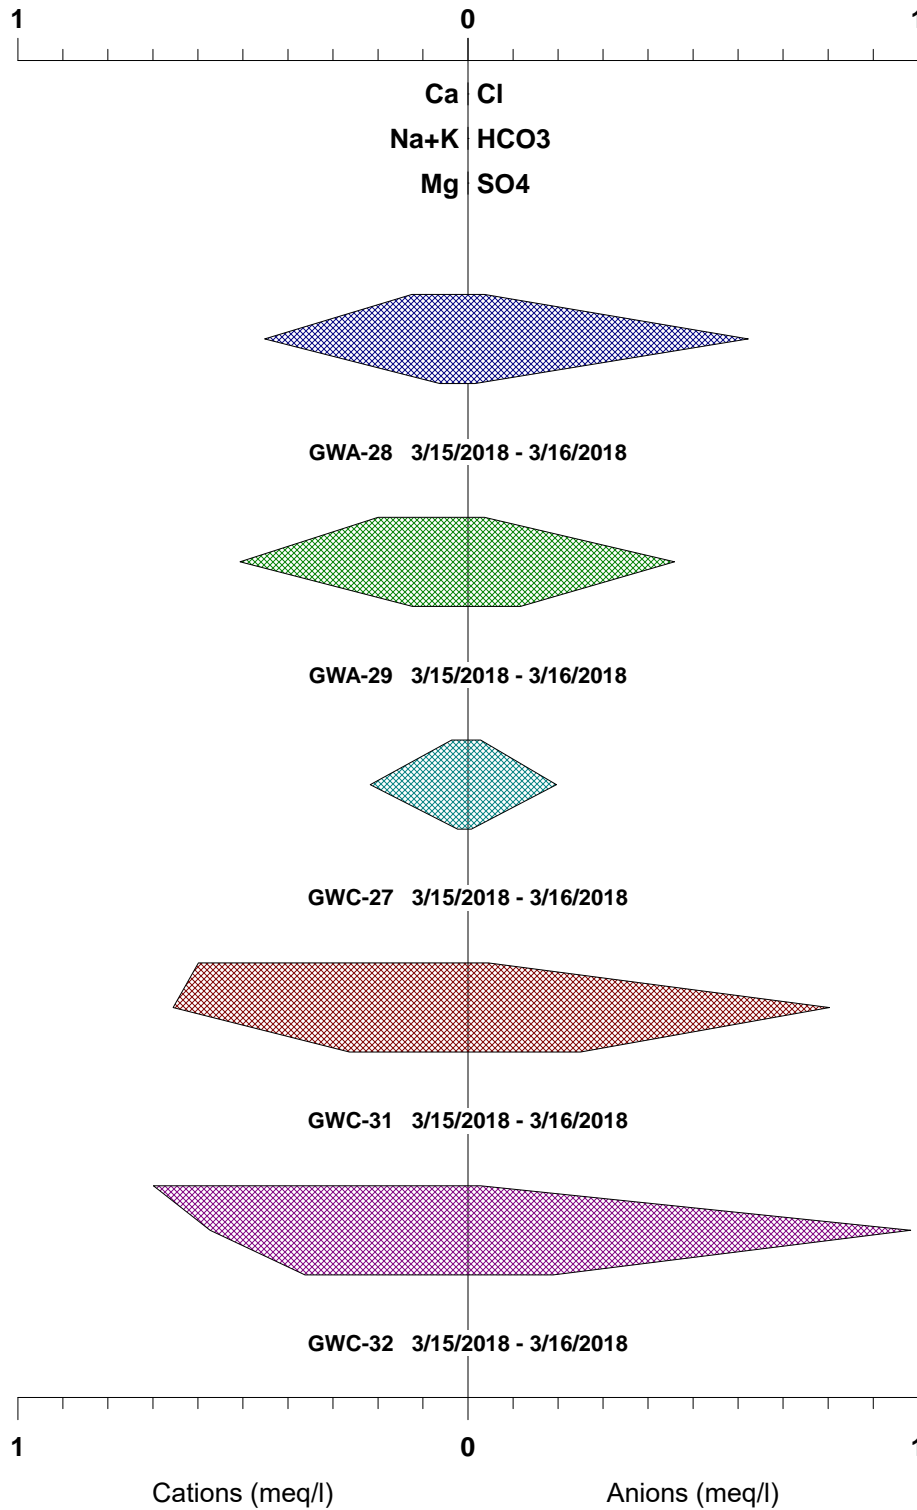 1 0 1
Ca Cl
Na+K HCO3
Mg SO4
GWA-28 3/15/2018 - 3/16/2018
GWA-29 3/15/2018 - 3/16/2018
GWC-27 3/15/2018 - 3/16/2018
GWC-31 3/15/2018 - 3/16/2018
GWC-32 3/15/2018 - 3/16/2018
1 0 1
Cations (meq/l) Anions (meq/l)